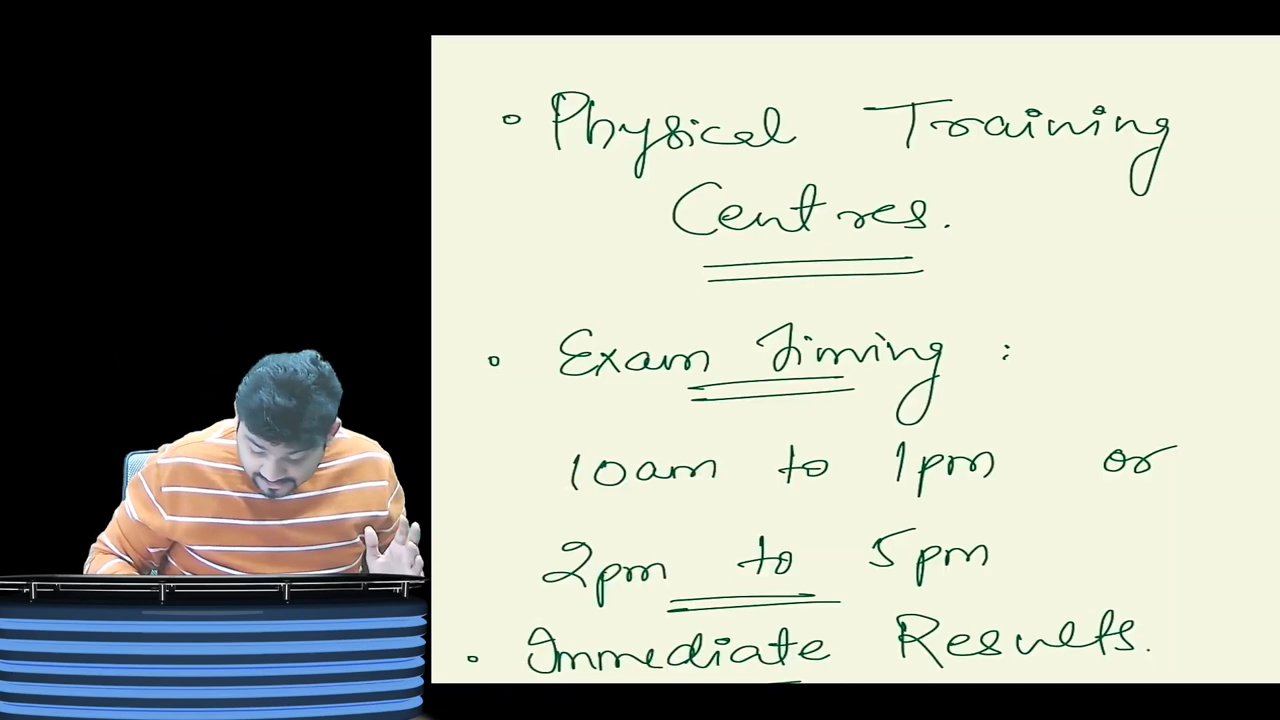 • Physical Training
Centres.
• Exam Timing :
10am to 1pm or
2pm to 5pm
• Immediate Results.